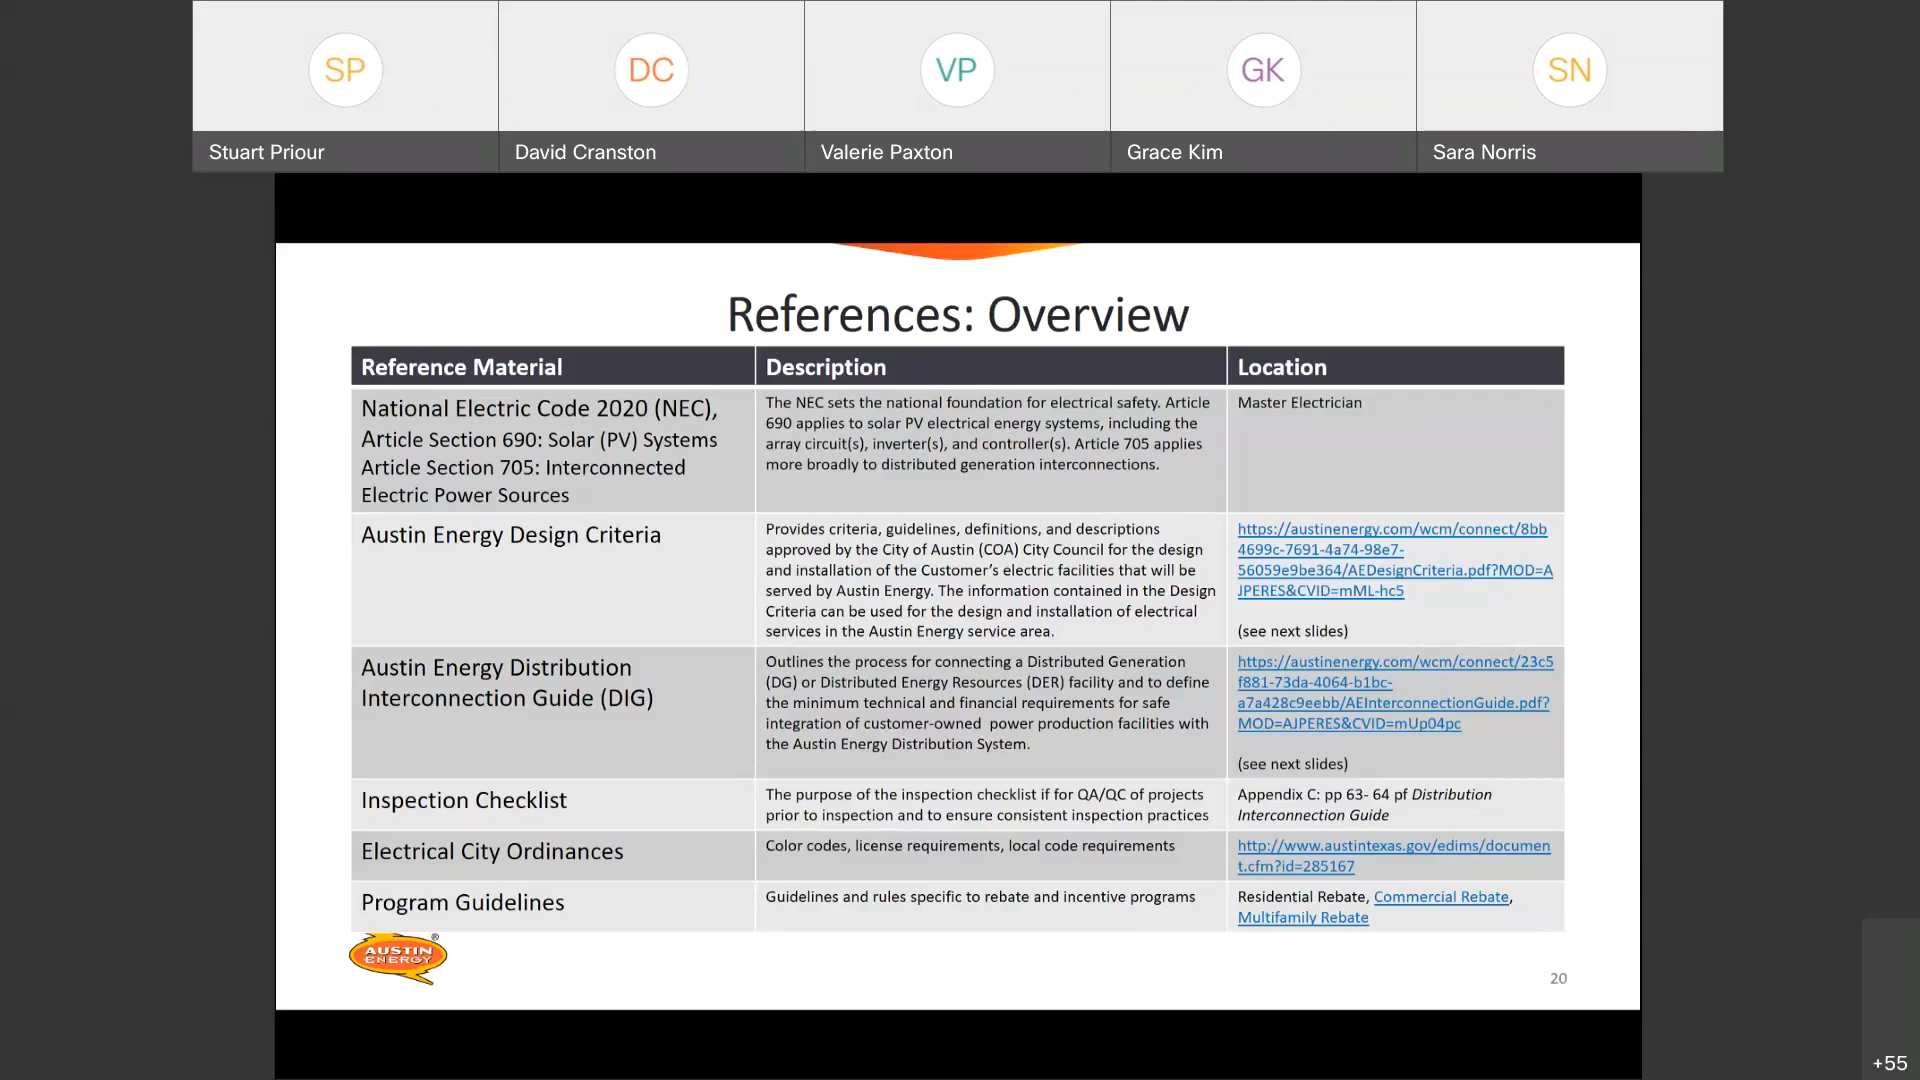 SP
DC
VP
GK
SN
Stuart Priour
David Cranston
Valerie Paxton
Grace Kim
Sara Norris
References: Overview
Reference Material
Description
Location
National Electric Code 2020 (NEC),
Article Section 690: Solar (PV) Systems
Article Section 705: Interconnected
Electric Power Sources
The NEC sets the national foundation for electrical safety. Article
690 applies to solar PV electrical energy systems, including the
array circuit(s), inverter(s), and controller(s). Article 705 applies
more broadly to distributed generation interconnections.
Master Electrician
Austin Energy Design Criteria
Provides criteria, guidelines, definitions, and descriptions
approved by the City of Austin (COA) City Council for the design
and installation of the Customer's electric facilities that will be
served by Austin Energy. The information contained in the Design
Criteria can be used for the design and installation of electrical
services in the Austin Energy service area.
https://austinenergy.com/wcm/connect/8bb
4699c-7691-4a74-98e7-
56059e9be364/AEDesignCriteria.pdf?MOD=A
JPERES&CVID=mML-hc5
(see next slides)
Austin Energy Distribution
Interconnection Guide (DIG)
Outlines the process for connecting a Distributed Generation
(DG) or Distributed Energy Resources (DER) facility and to define
the minimum technical and financial requirements for safe
integration of customer-owned  power production facilities with
the Austin Energy Distribution System.
https://austinenergy.com/wcm/connect/23c5
f881-73da-4064-b1bc-
a7a428c9eebb/AEInterconnectionGuide.pdf?
MOD=AJPERES&CVID=mUp04pc
(see next slides)
Inspection Checklist
The purpose of the inspection checklist if for QA/QC of projects
prior to inspection and to ensure consistent inspection practices
Appendix C: pp 63- 64 pf Distribution
Interconnection Guide
Electrical City Ordinances
Color codes, license requirements, local code requirements
http://www.austintexas.gov/edims/documen
t.cfm?id=285167
Program Guidelines
Guidelines and rules specific to rebate and incentive programs
Residential Rebate, Commercial Rebate,
Multifamily Rebate
AUSTIN
ENERGY
®
20
+55